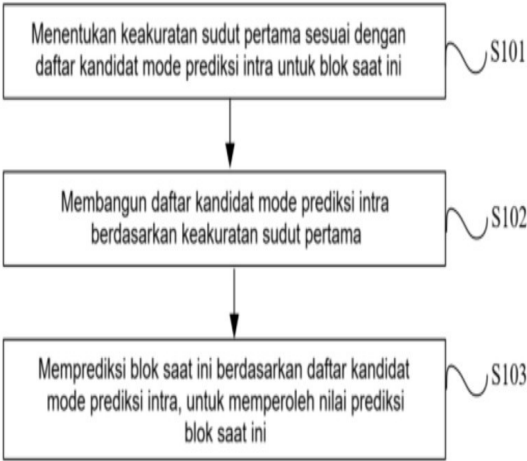 Menentukan keakuratan sudut pertama sesuai dengan
daftar kandidat mode prediksi intra untuk blok saat ini
S101
Membangun daftar kandidat mode prediksi intra
berdasarkan keakuratan sudut pertama
S102
Memprediksi blok saat ini berdasarkan daftar kandidat
mode prediksi intra, untuk memperoleh nilai prediksi
blok saat ini
S103